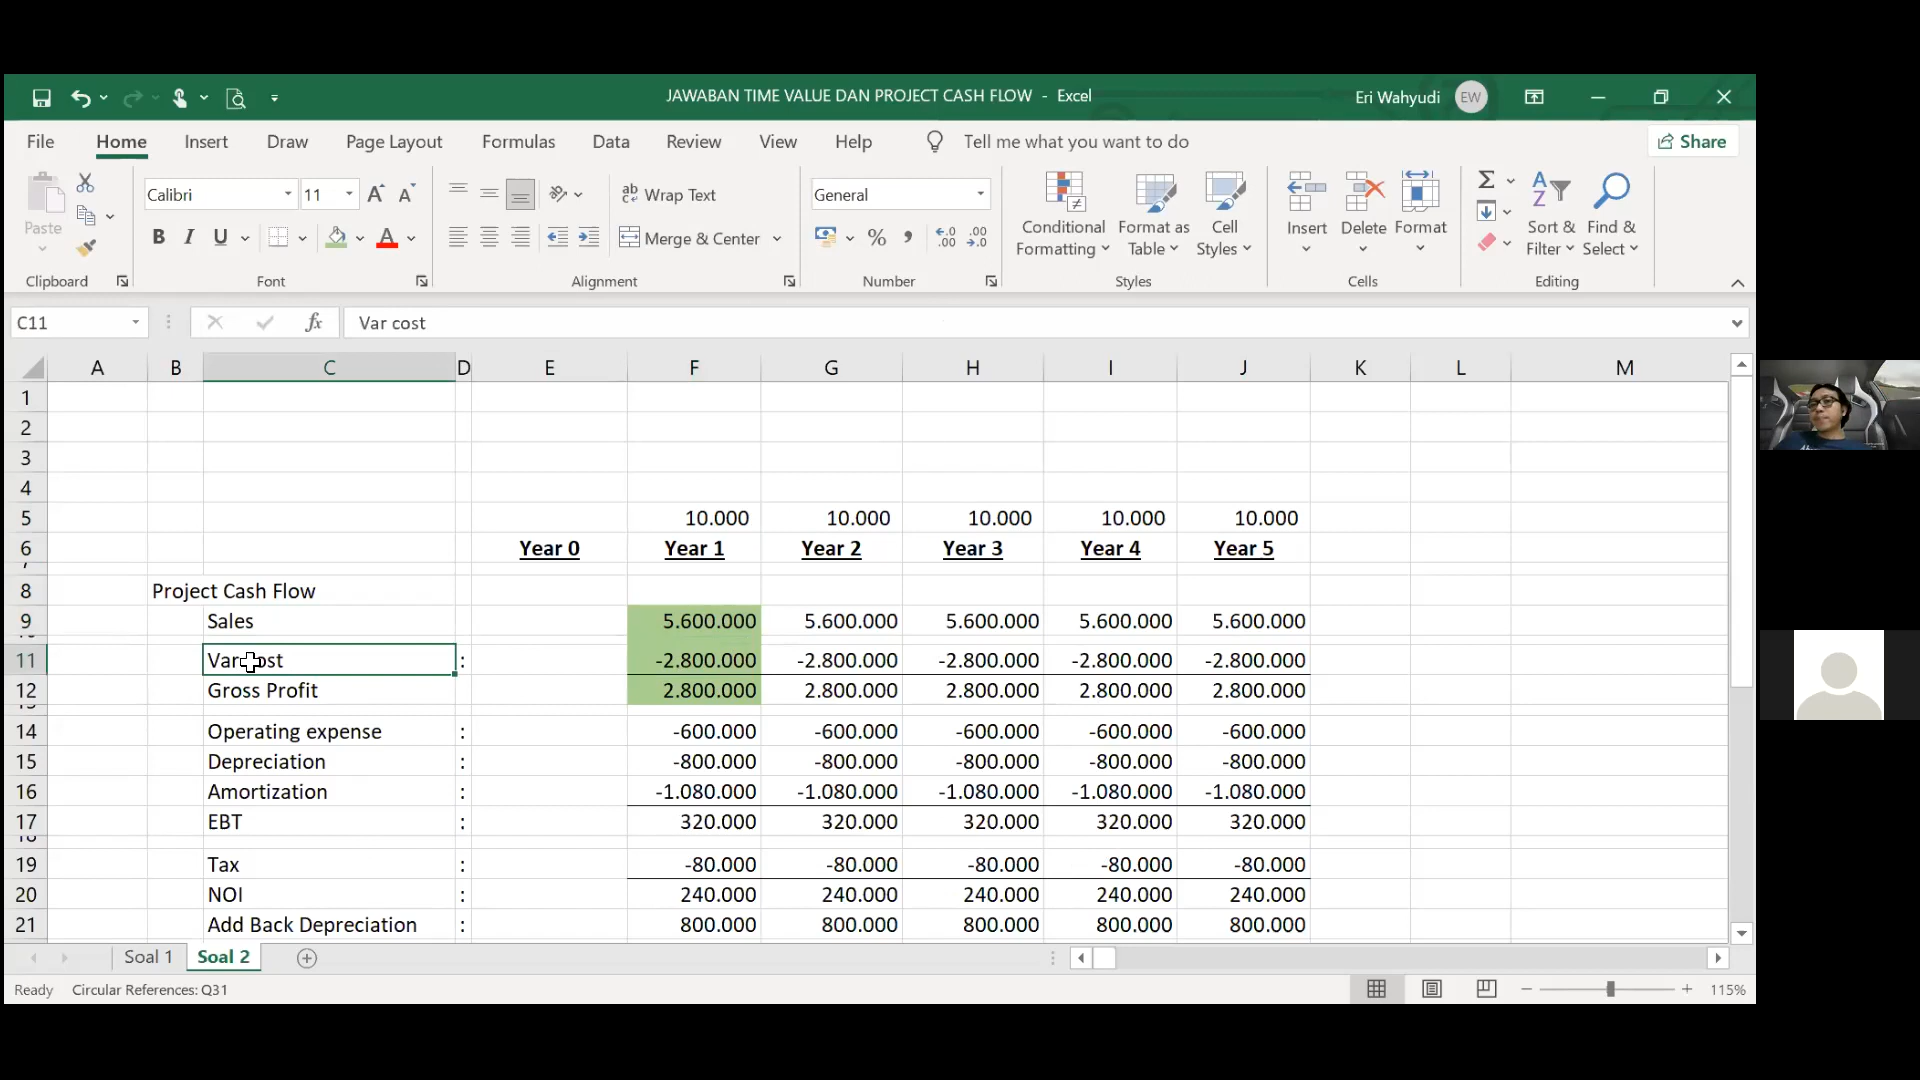 JAWABAN TIME VALUE DAN PROJECT CASH FLOW - Excel
Eri Wahyudi EW
File Home Insert Draw Page Layout Formulas Data Review View Help Tell me what you want to do Share
Paste
Calibri 11
B I U
ab Wrap Text
Merge & Center
General
% ,
Conditional Formatting
Format as Table
Cell Styles
Insert Delete Format
Sort & Filter
Find & Select
Clipboard Font Alignment Number Styles Cells Editing
C11 fx Var cost
A B C D E F G H I J K L M
1
2
3
4
5 10.000 10.000 10.000 10.000 10.000
6 Year 0 Year 1 Year 2 Year 3 Year 4 Year 5
8 Project Cash Flow
9 Sales 5.600.000 5.600.000 5.600.000 5.600.000 5.600.000
11 Var cost : -2.800.000 -2.800.000 -2.800.000 -2.800.000 -2.800.000
12 Gross Profit 2.800.000 2.800.000 2.800.000 2.800.000 2.800.000
14 Operating expense : -600.000 -600.000 -600.000 -600.000 -600.000
15 Depreciation : -800.000 -800.000 -800.000 -800.000 -800.000
16 Amortization : -1.080.000 -1.080.000 -1.080.000 -1.080.000 -1.080.000
17 EBT : 320.000 320.000 320.000 320.000 320.000
19 Tax : -80.000 -80.000 -80.000 -80.000 -80.000
20 NOI : 240.000 240.000 240.000 240.000 240.000
21 Add Back Depreciation : 800.000 800.000 800.000 800.000 800.000
Soal 1 Soal 2
Ready Circular References: Q31 115%